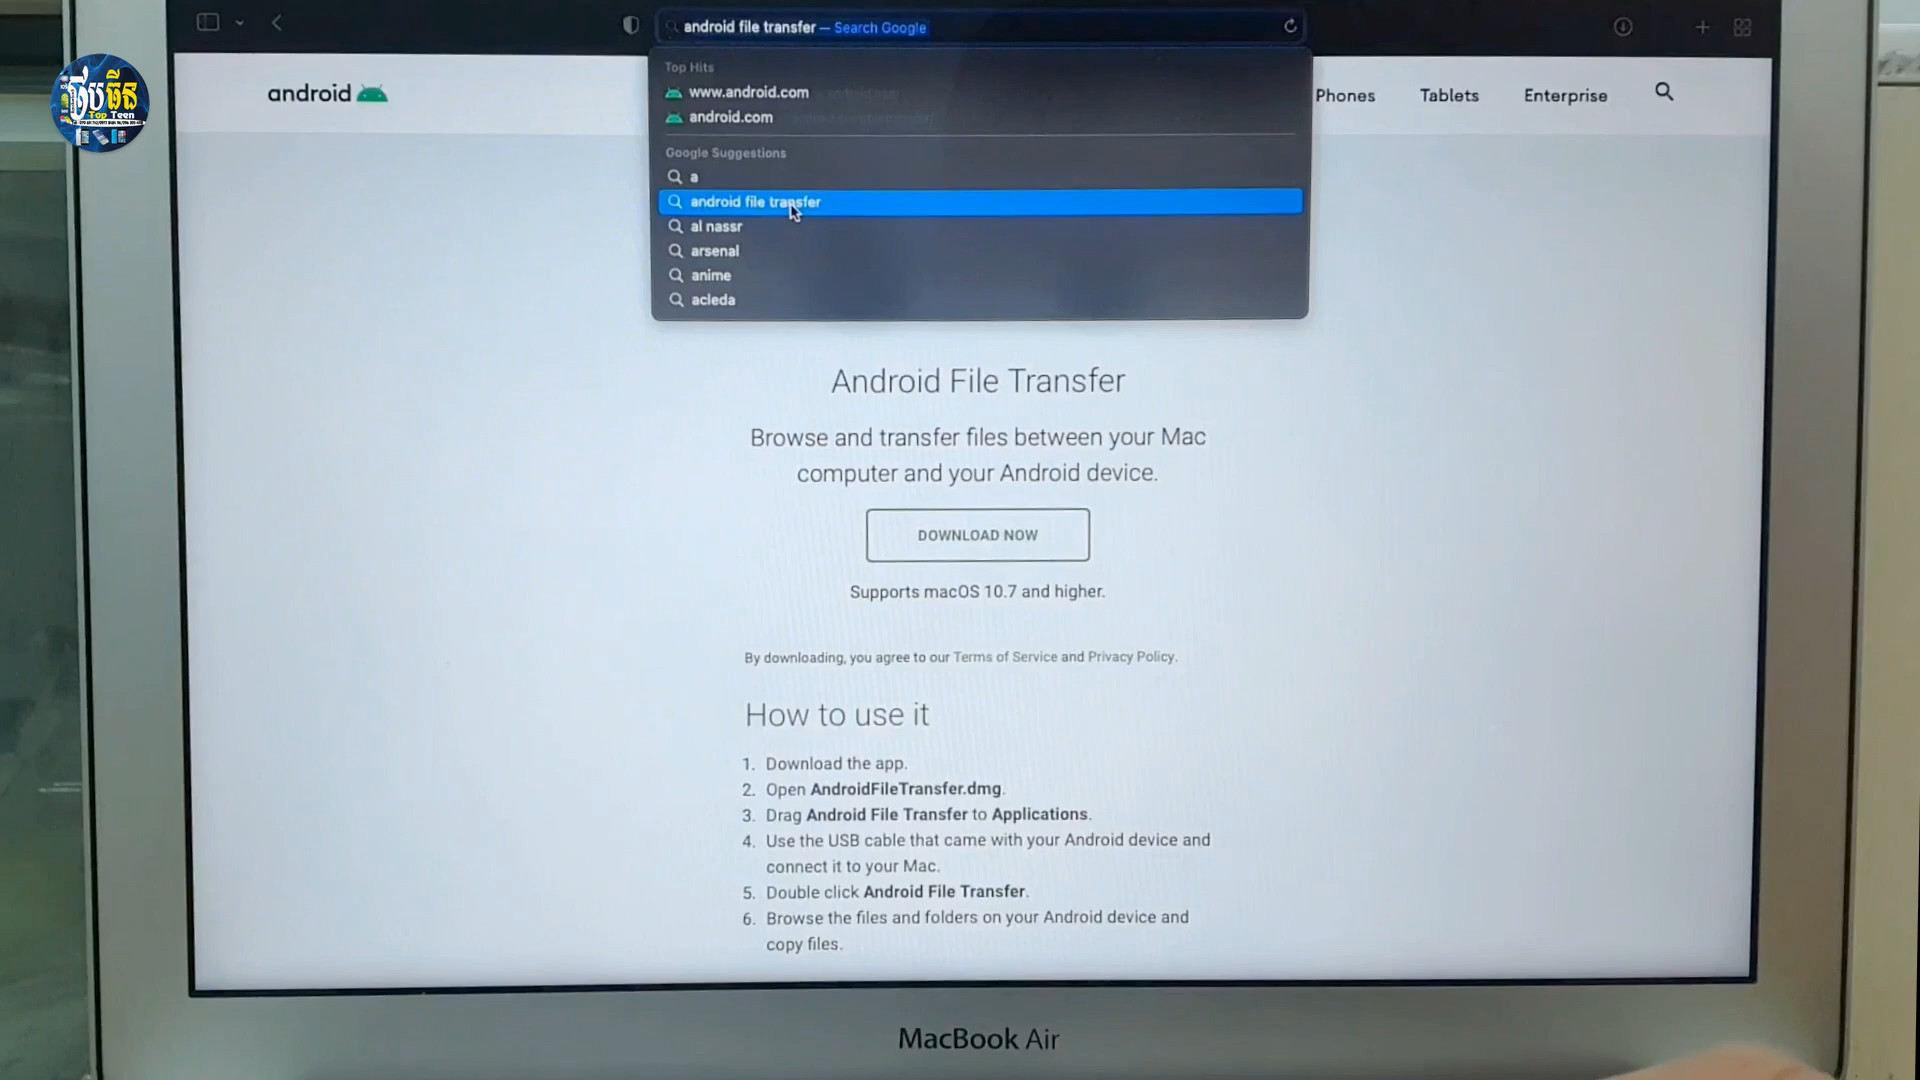 android file transfer — Search Google
Top Hits
www.android.com
android.com
Google Suggestions
a
android file transfer
al nassr
arsenal
anime
acleda
android
Phones
Tablets
Enterprise
ថុបធីន
Top Teen
Android File Transfer
Browse and transfer files between your Mac
computer and your Android device.
DOWNLOAD NOW
Supports macOS 10.7 and higher.
By downloading, you agree to our Terms of Service and Privacy Policy.
How to use it
1. Download the app.
2. Open AndroidFileTransfer.dmg.
3. Drag Android File Transfer to Applications.
4. Use the USB cable that came with your Android device and
connect it to your Mac.
5. Double click Android File Transfer.
6. Browse the files and folders on your Android device and
copy files.
MacBook Air